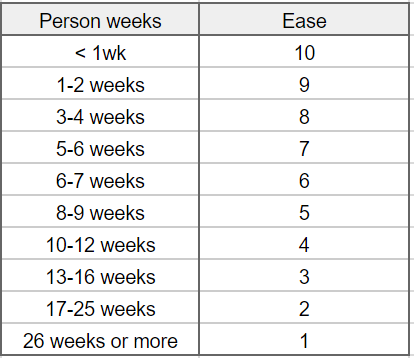 Person weeks Ease
< 1wk 10
1-2 weeks 9
3-4 weeks 8
5-6 weeks 7
6-7 weeks 6
8-9 weeks 5
10-12 weeks 4
13-16 weeks 3
17-25 weeks 2
26 weeks or more 1